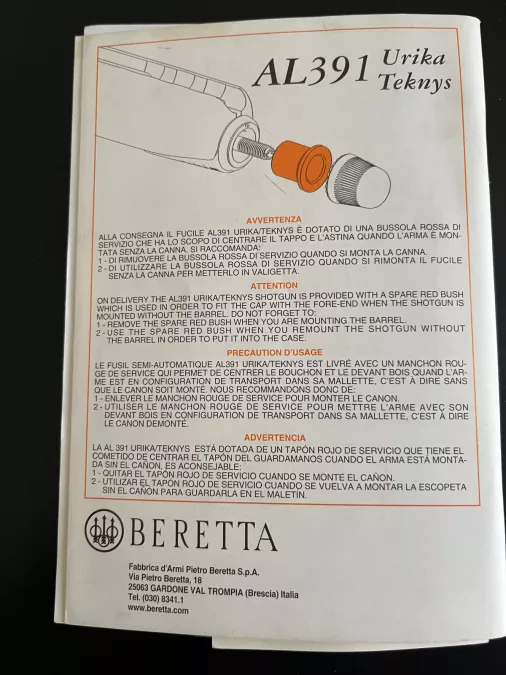 AL391 Urika
Teknys
AVVERTENZA
ALLA CONSEGNA IL FUCILE AL391 URIKA/TEKNYS È DOTATO DI UNA BUSSOLA ROSSA DI
SERVIZIO CHE HA LO SCOPO DI CENTRARE IL TAPPO E L'ASTINA QUANDO L'ARMA È MON-
TATA SENZA LA CANNA. SI RACCOMANDA:
1 - DI RIMUOVERE LA BUSSOLA ROSSA DI SERVIZIO QUANDO SI MONTA LA CANNA.
2 - DI UTILIZZARE LA BUSSOLA ROSSA DI SERVIZIO QUANDO SI RIMONTA IL FUCILE
SENZA LA CANNA PER METTERLO IN VALIGETTA.
ATTENTION
ON DELIVERY THE AL391 URIKA/TEKNYS SHOTGUN IS PROVIDED WITH A SPARE RED BUSH
WHICH IS USED IN ORDER TO FIT THE CAP WITH THE FORE-END WHEN THE SHOTGUN IS
MOUNTED WITHOUT THE BARREL. DO NOT FORGET TO:
1 - REMOVE THE SPARE RED BUSH WHEN YOU ARE MOUNTING THE BARREL.
2 - USE THE SPARE RED BUSH WHEN YOU REMOUNT THE SHOTGUN WITHOUT
THE BARREL IN ORDER TO PUT IT INTO THE CASE.
PRECAUTION D'USAGE
LE FUSIL SEMI-AUTOMATIQUE AL391 URIKA/TEKNYS EST LIVRÉ AVEC UN MANCHON ROU-
GE DE SERVICE QUI PERMET DE CENTRER LE BOUCHON ET LE DEVANT BOIS QUAND L'AR-
ME EST EN CONFIGURATION DE TRANSPORT DANS SA MALLETTE, C'EST À DIRE SANS
QUE LE CANON SOIT MONTÉ. NOUS RECOMMANDONS DONC DE:
1 - ENLEVER LE MANCHON ROUGE DE SERVICE POUR MONTER LE CANON.
2 - UTILISER LE MANCHON ROUGE DE SERVICE POUR METTRE L'ARME AVEC SON
DEVANT BOIS EN CONFIGURATION DE TRANSPORT DANS SA MALLETTE, C'EST À DIRE
LE CANON DÉMONTÉ.
ADVERTENCIA
LA AL 391 URIKA/TEKNYS ESTÁ DOTADA DE UN TAPÓN ROJO DE SERVICIO QUE TIENE EL
COMETIDO DE CENTRAR EL TAPÓN DEL GUARDAMANOS CUANDO EL ARMA ESTÁ MONTA-
DA SIN EL CAÑON, ES ACONSEJABLE:
1 - QUITAR EL TAPÓN ROJO DE SERVICIO CUANDO SE MONTE EL CAÑON.
2 - UTILIZAR EL TAPÓN ROJO DE SERVICIO CUANDO SE VUELVA A MONTAR LA ESCOPETA
SIN EL CAÑÓN PARA GUARDARLA EN EL MALETÍN.
BERETTA
Fabbrica d'Armi Pietro Beretta S.p.A.
Via Pietro Beretta, 18
25063 GARDONE VAL TROMPIA (Brescia) Italia
Tel. (030) 8341.1
www.beretta.com